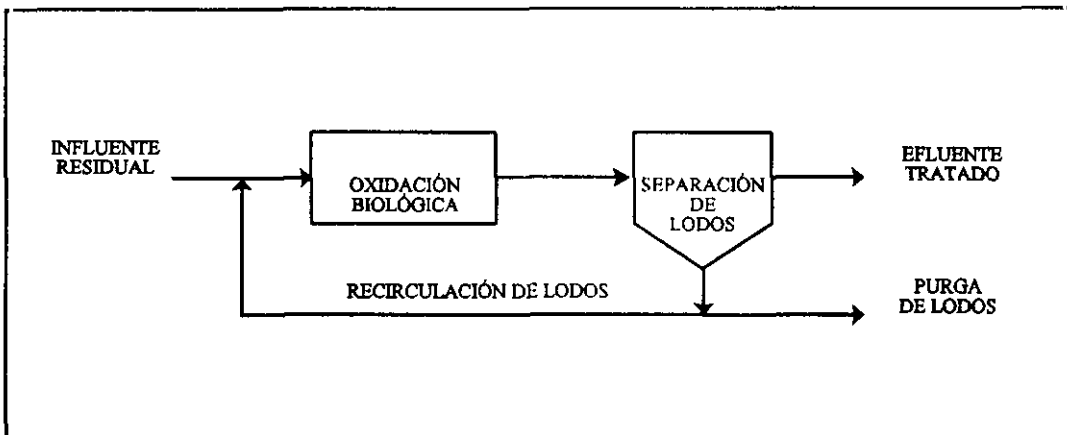 INFLUENTE
RESIDUAL
OXIDACIÓN
BIOLÓGICA
SEPARACIÓN
DE
LODOS
EFLUENTE
TRATADO
RECIRCULACIÓN DE LODOS
PURGA
DE LODOS